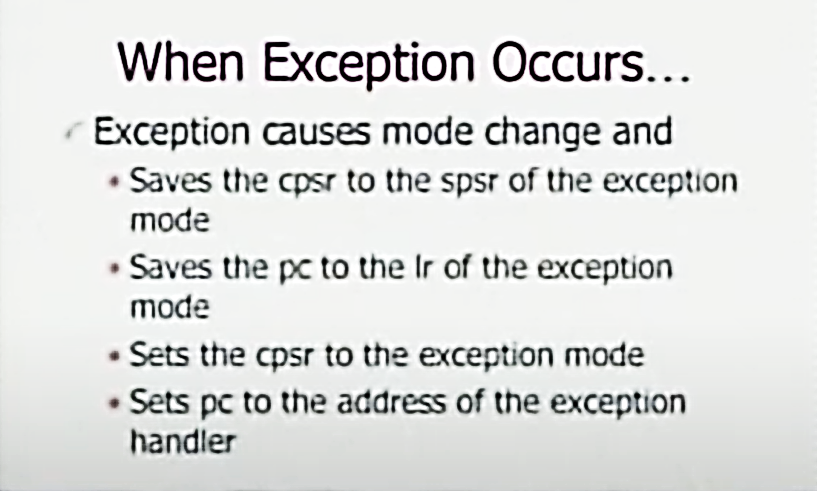 When Exception Occurs...
Exception causes mode change and
• Saves the cpsr to the spsr of the exception
mode
• Saves the pc to the lr of the exception
mode
• Sets the cpsr to the exception mode
• Sets pc to the address of the exception
handler